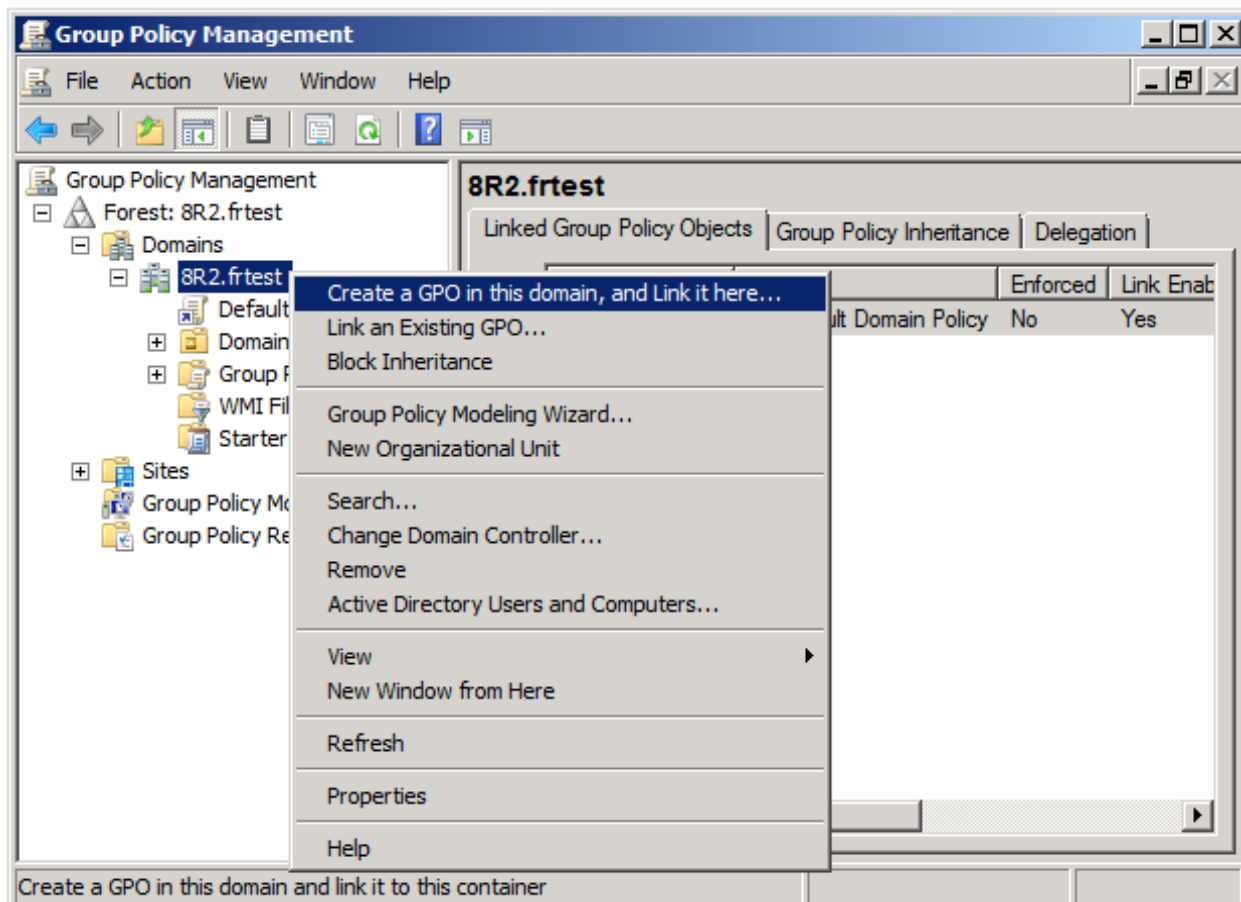 Group Policy Management
File Action View Window Help
Group Policy Management
Forest: 8R2.frtest
Domains
8R2.frtest
Default
Domain
Group
WMI Fil
Starter
Sites
Group Policy Mo
Group Policy Re
8R2.frtest
Linked Group Policy Objects Group Policy Inheritance Delegation
Enforced Link Enab
ult Domain Policy No Yes
Create a GPO in this domain, and Link it here...
Link an Existing GPO...
Block Inheritance
Group Policy Modeling Wizard...
New Organizational Unit
Search...
Change Domain Controller...
Remove
Active Directory Users and Computers...
View
New Window from Here
Refresh
Properties
Help
Create a GPO in this domain and link it to this container